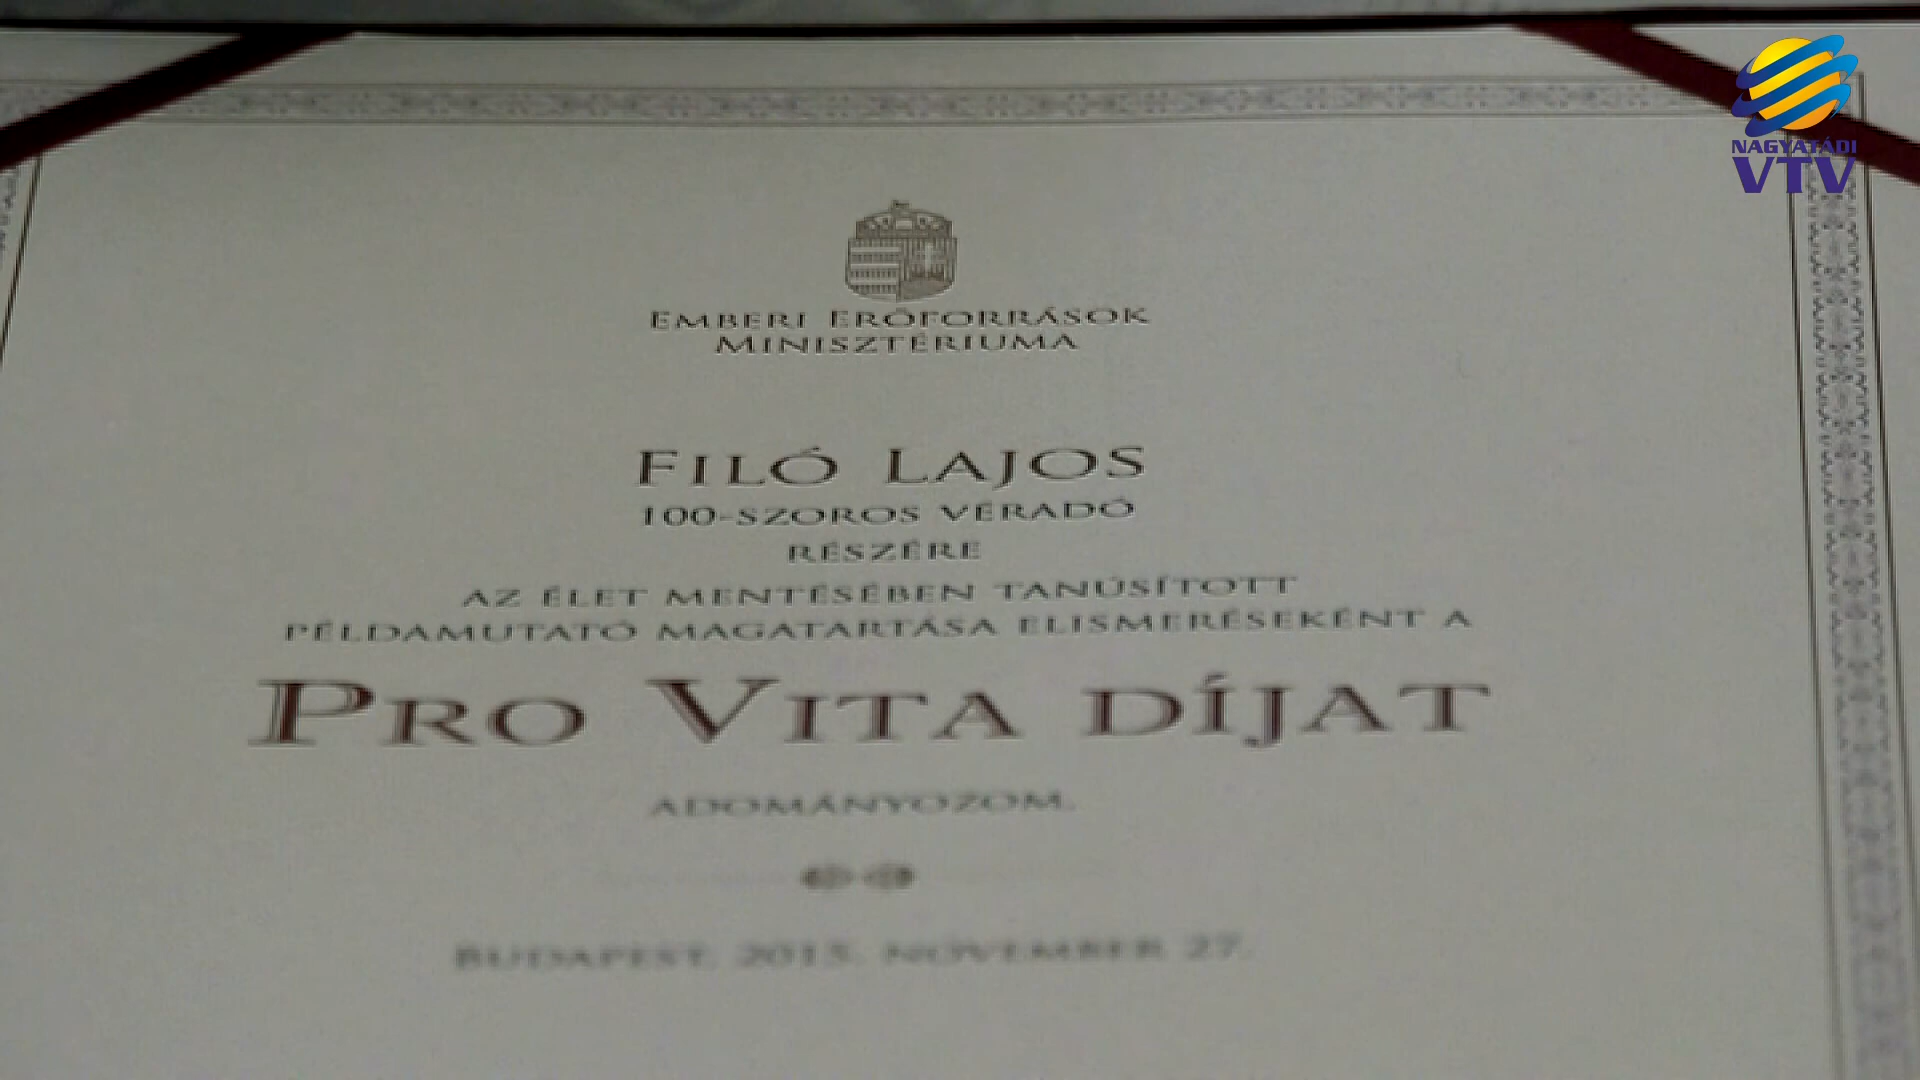 NAGYATÁDI
VTV
EMBERI ERŐFORRÁSOK
MINISZTÉRIUMA
FILÓ LAJOS
100-SZOROS VÉRADÓ
RÉSZÉRE
AZ ÉLET MENTÉSÉBEN TANÚSÍTOTT
PÉLDAMUTATÓ MAGATARTÁSA ELISMERÉSEKÉNT A
PRO VITA DÍJAT
ADOMÁNYOZOM.
BUDAPEST, 2015. NOVEMBER 27.